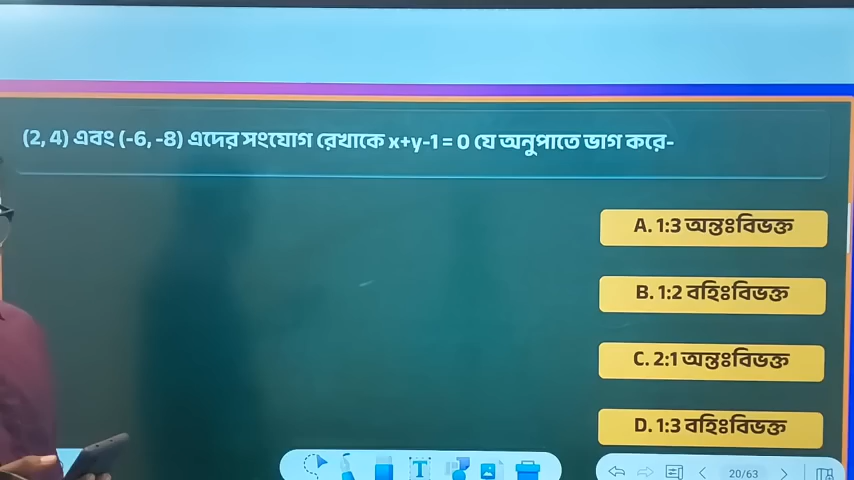 (2, 4) এবং (-6, -8) এদের সংযোগ রেখাকে x+y-1 = 0 যে অনুপাতে ভাগ করে-
A. 1:3 অন্তঃবিভক্ত
B. 1:2 বহিঃবিভক্ত
C. 2:1 অন্তঃবিভক্ত
D. 1:3 বহিঃবিভক্ত
T
20/63